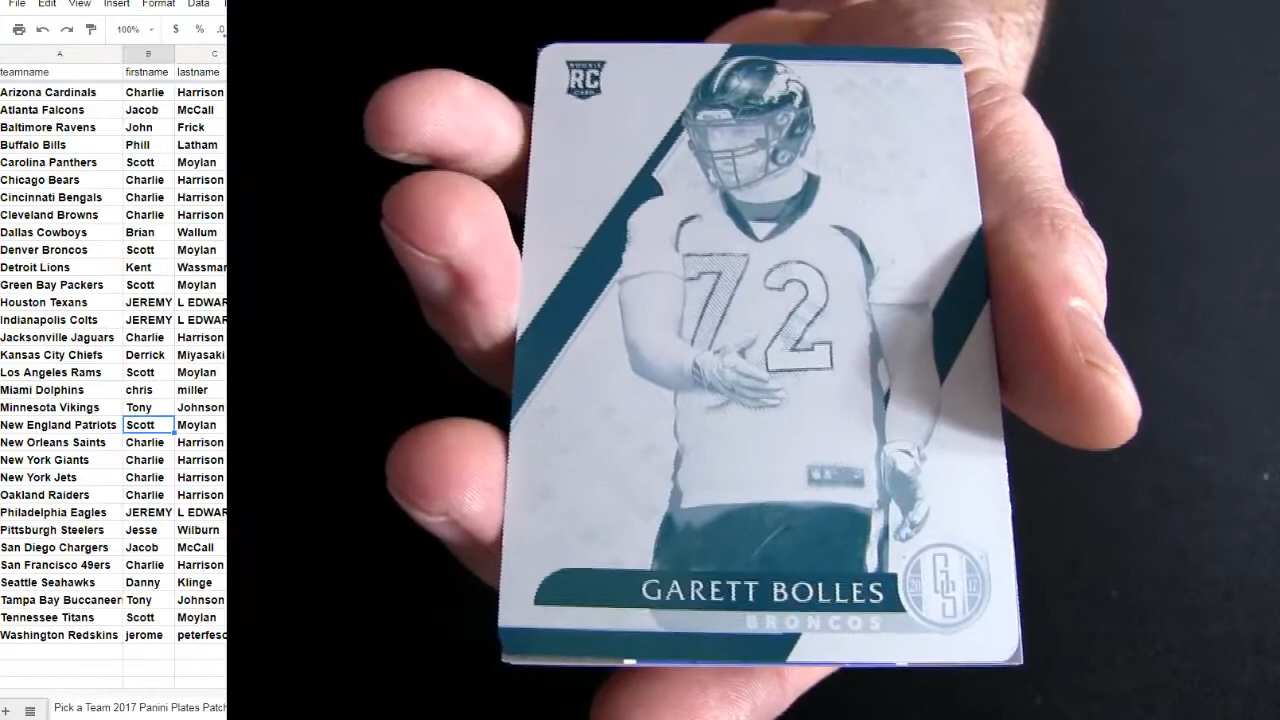 File Edit View Insert Format Data
100% $ % .0
A B C
teamname firstname lastname
Arizona Cardinals Charlie Harrison
Atlanta Falcons Jacob McCall
Baltimore Ravens John Frick
Buffalo Bills Phill Latham
Carolina Panthers Scott Moylan
Chicago Bears Charlie Harrison
Cincinnati Bengals Charlie Harrison
Cleveland Browns Charlie Harrison
Dallas Cowboys Brian Wallum
Denver Broncos Scott Moylan
Detroit Lions Kent Wassmar
Green Bay Packers Scott Moylan
Houston Texans JEREMY L EDWAR
Indianapolis Colts JEREMY L EDWAR
Jacksonville Jaguars Charlie Harrison
Kansas City Chiefs Derrick Miyasaki
Los Angeles Rams Scott Moylan
Miami Dolphins chris miller
Minnesota Vikings Tony Johnson
New England Patriots Scott Moylan
New Orleans Saints Charlie Harrison
New York Giants Charlie Harrison
New York Jets Charlie Harrison
Oakland Raiders Charlie Harrison
Philadelphia Eagles JEREMY L EDWAR
Pittsburgh Steelers Jesse Wilburn
San Diego Chargers Jacob McCall
San Francisco 49ers Charlie Harrison
Seattle Seahawks Danny Klinge
Tampa Bay Buccaneer Tony Johnson
Tennessee Titans Scott Moylan
Washington Redskins jerome peterfeso
Pick a Team 2017 Panini Plates Patch
ROOKIE
RC
CARD
72
GARETT BOLLES
BRONCOS
2017
GS